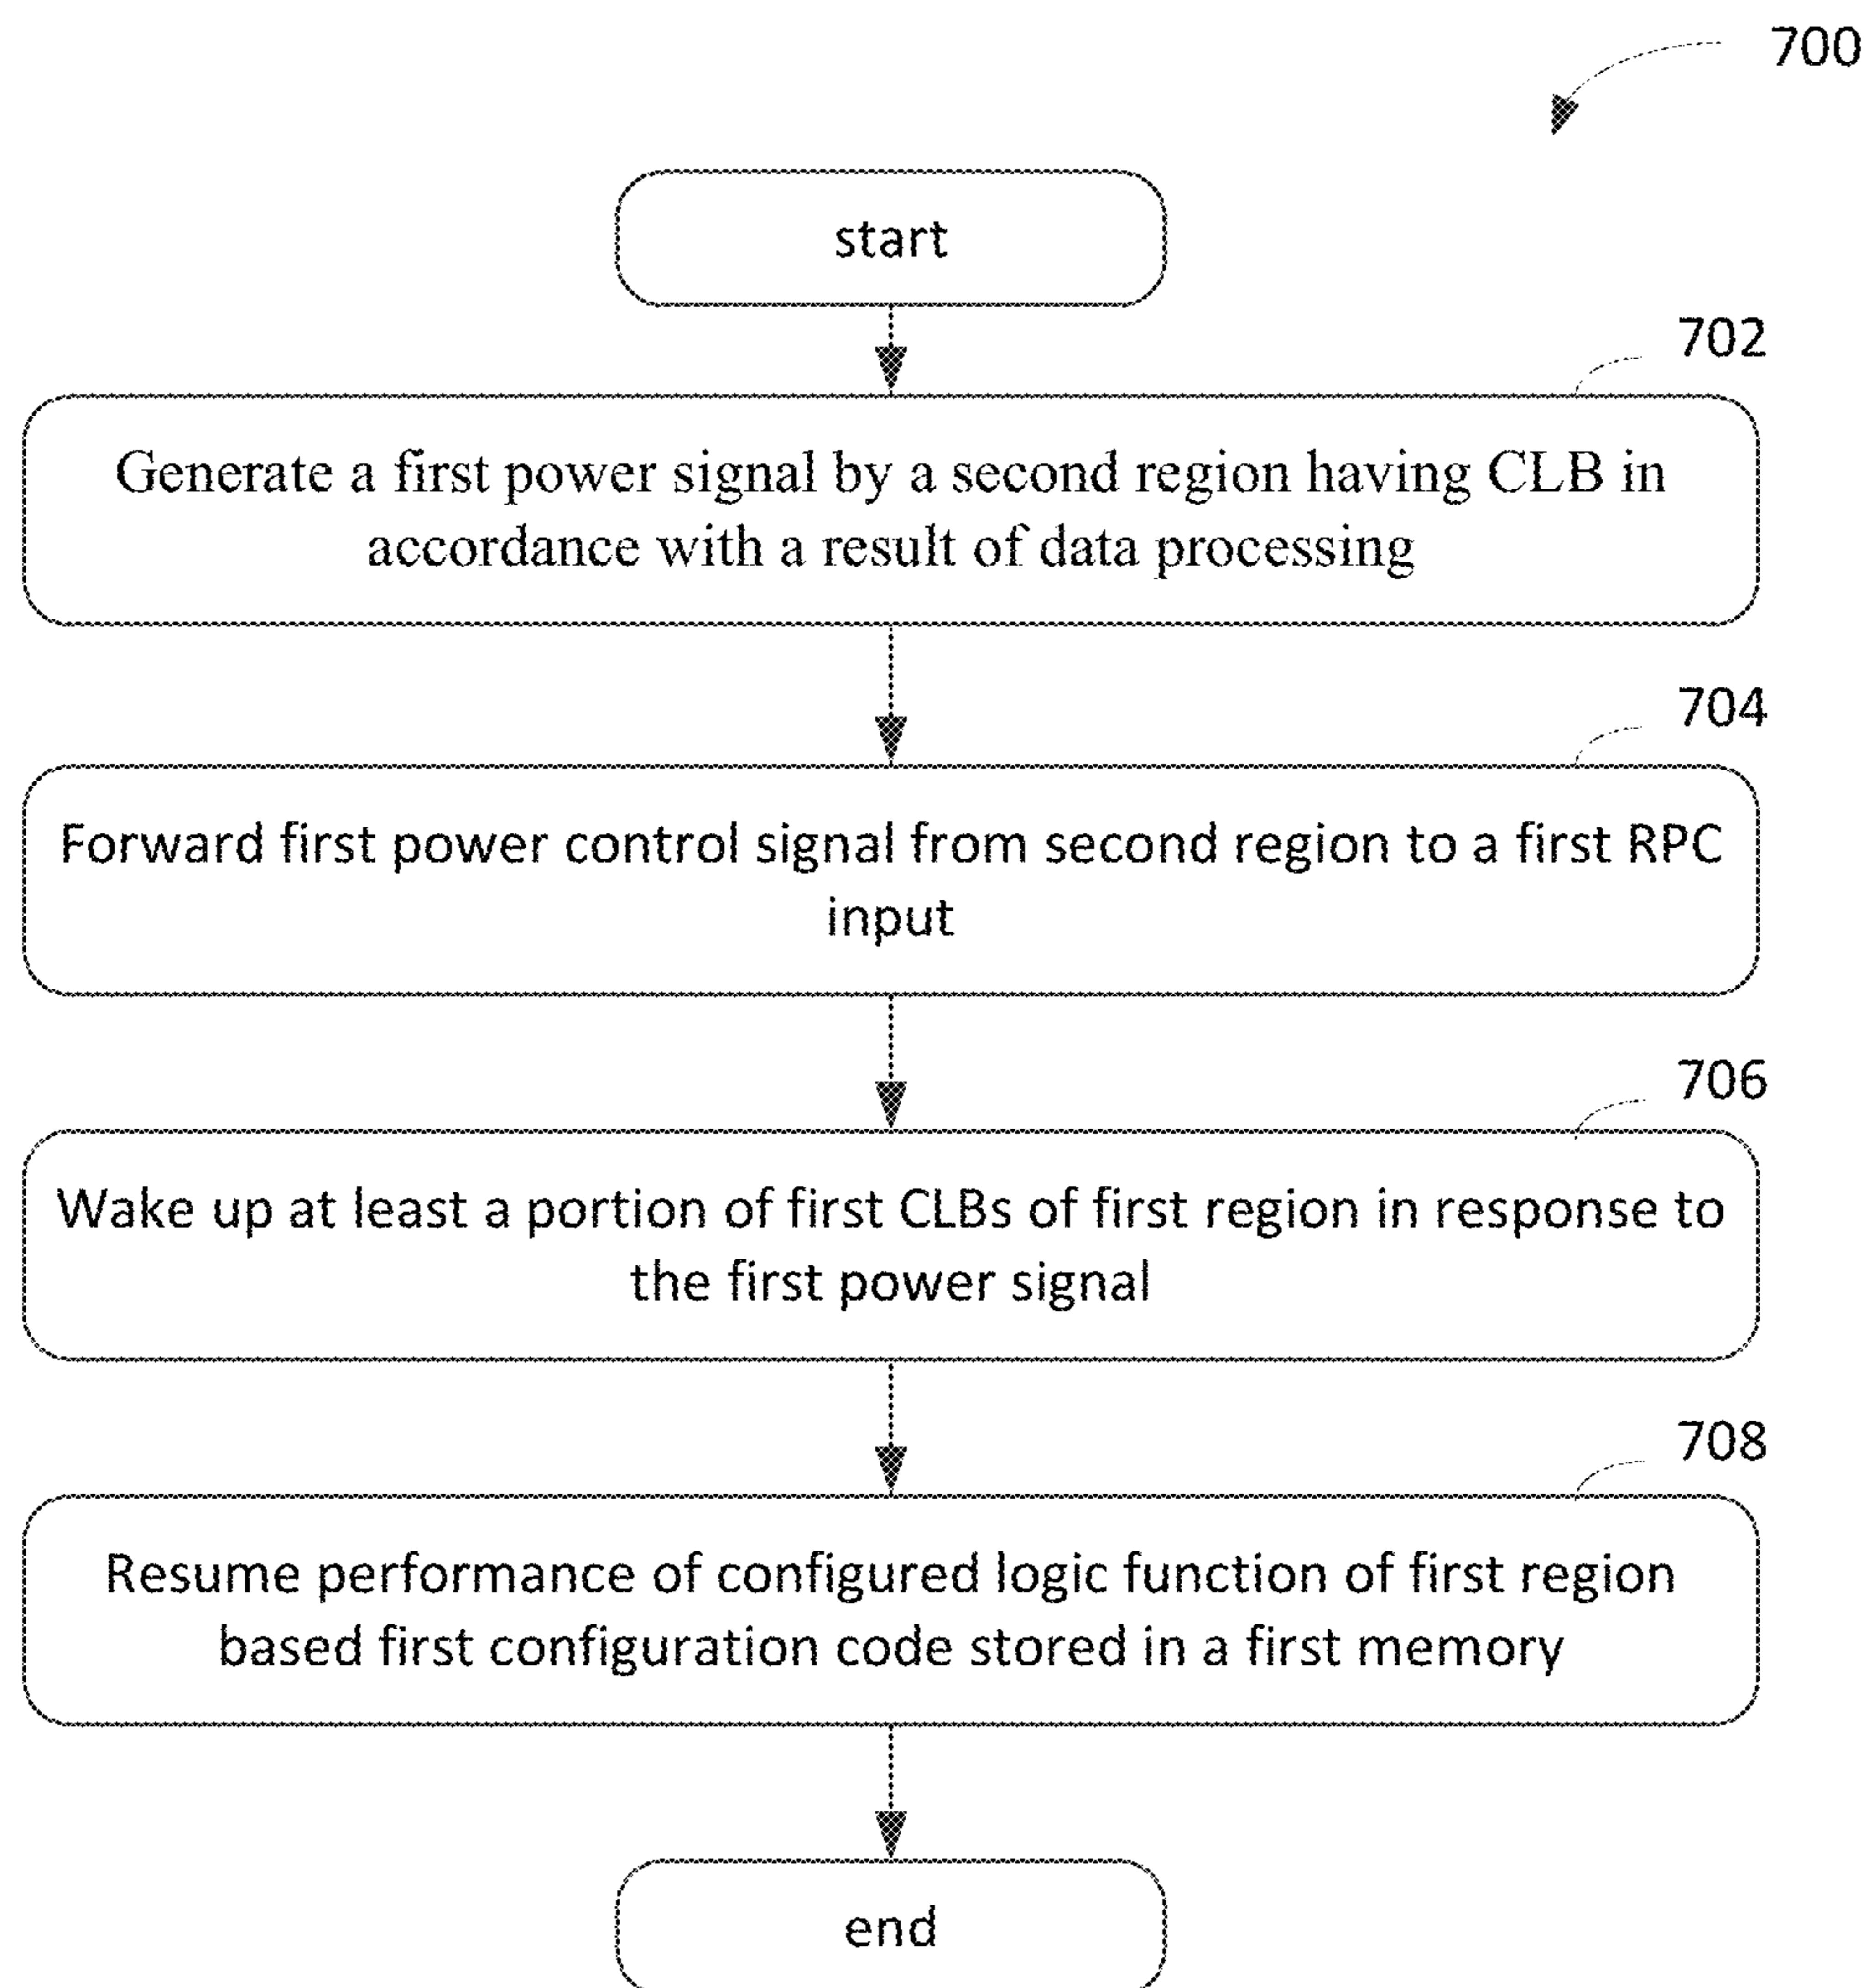 700
start
702
Generate a first power signal by a second region having CLB in
accordance with a result of data processing
704
Forward first power control signal from second region to a first RPC
input
706
Wake up at least a portion of first CLBs of first region in response to
the first power signal
708
Resume performance of configured logic function of first region
based first configuration code stored in a first memory
end